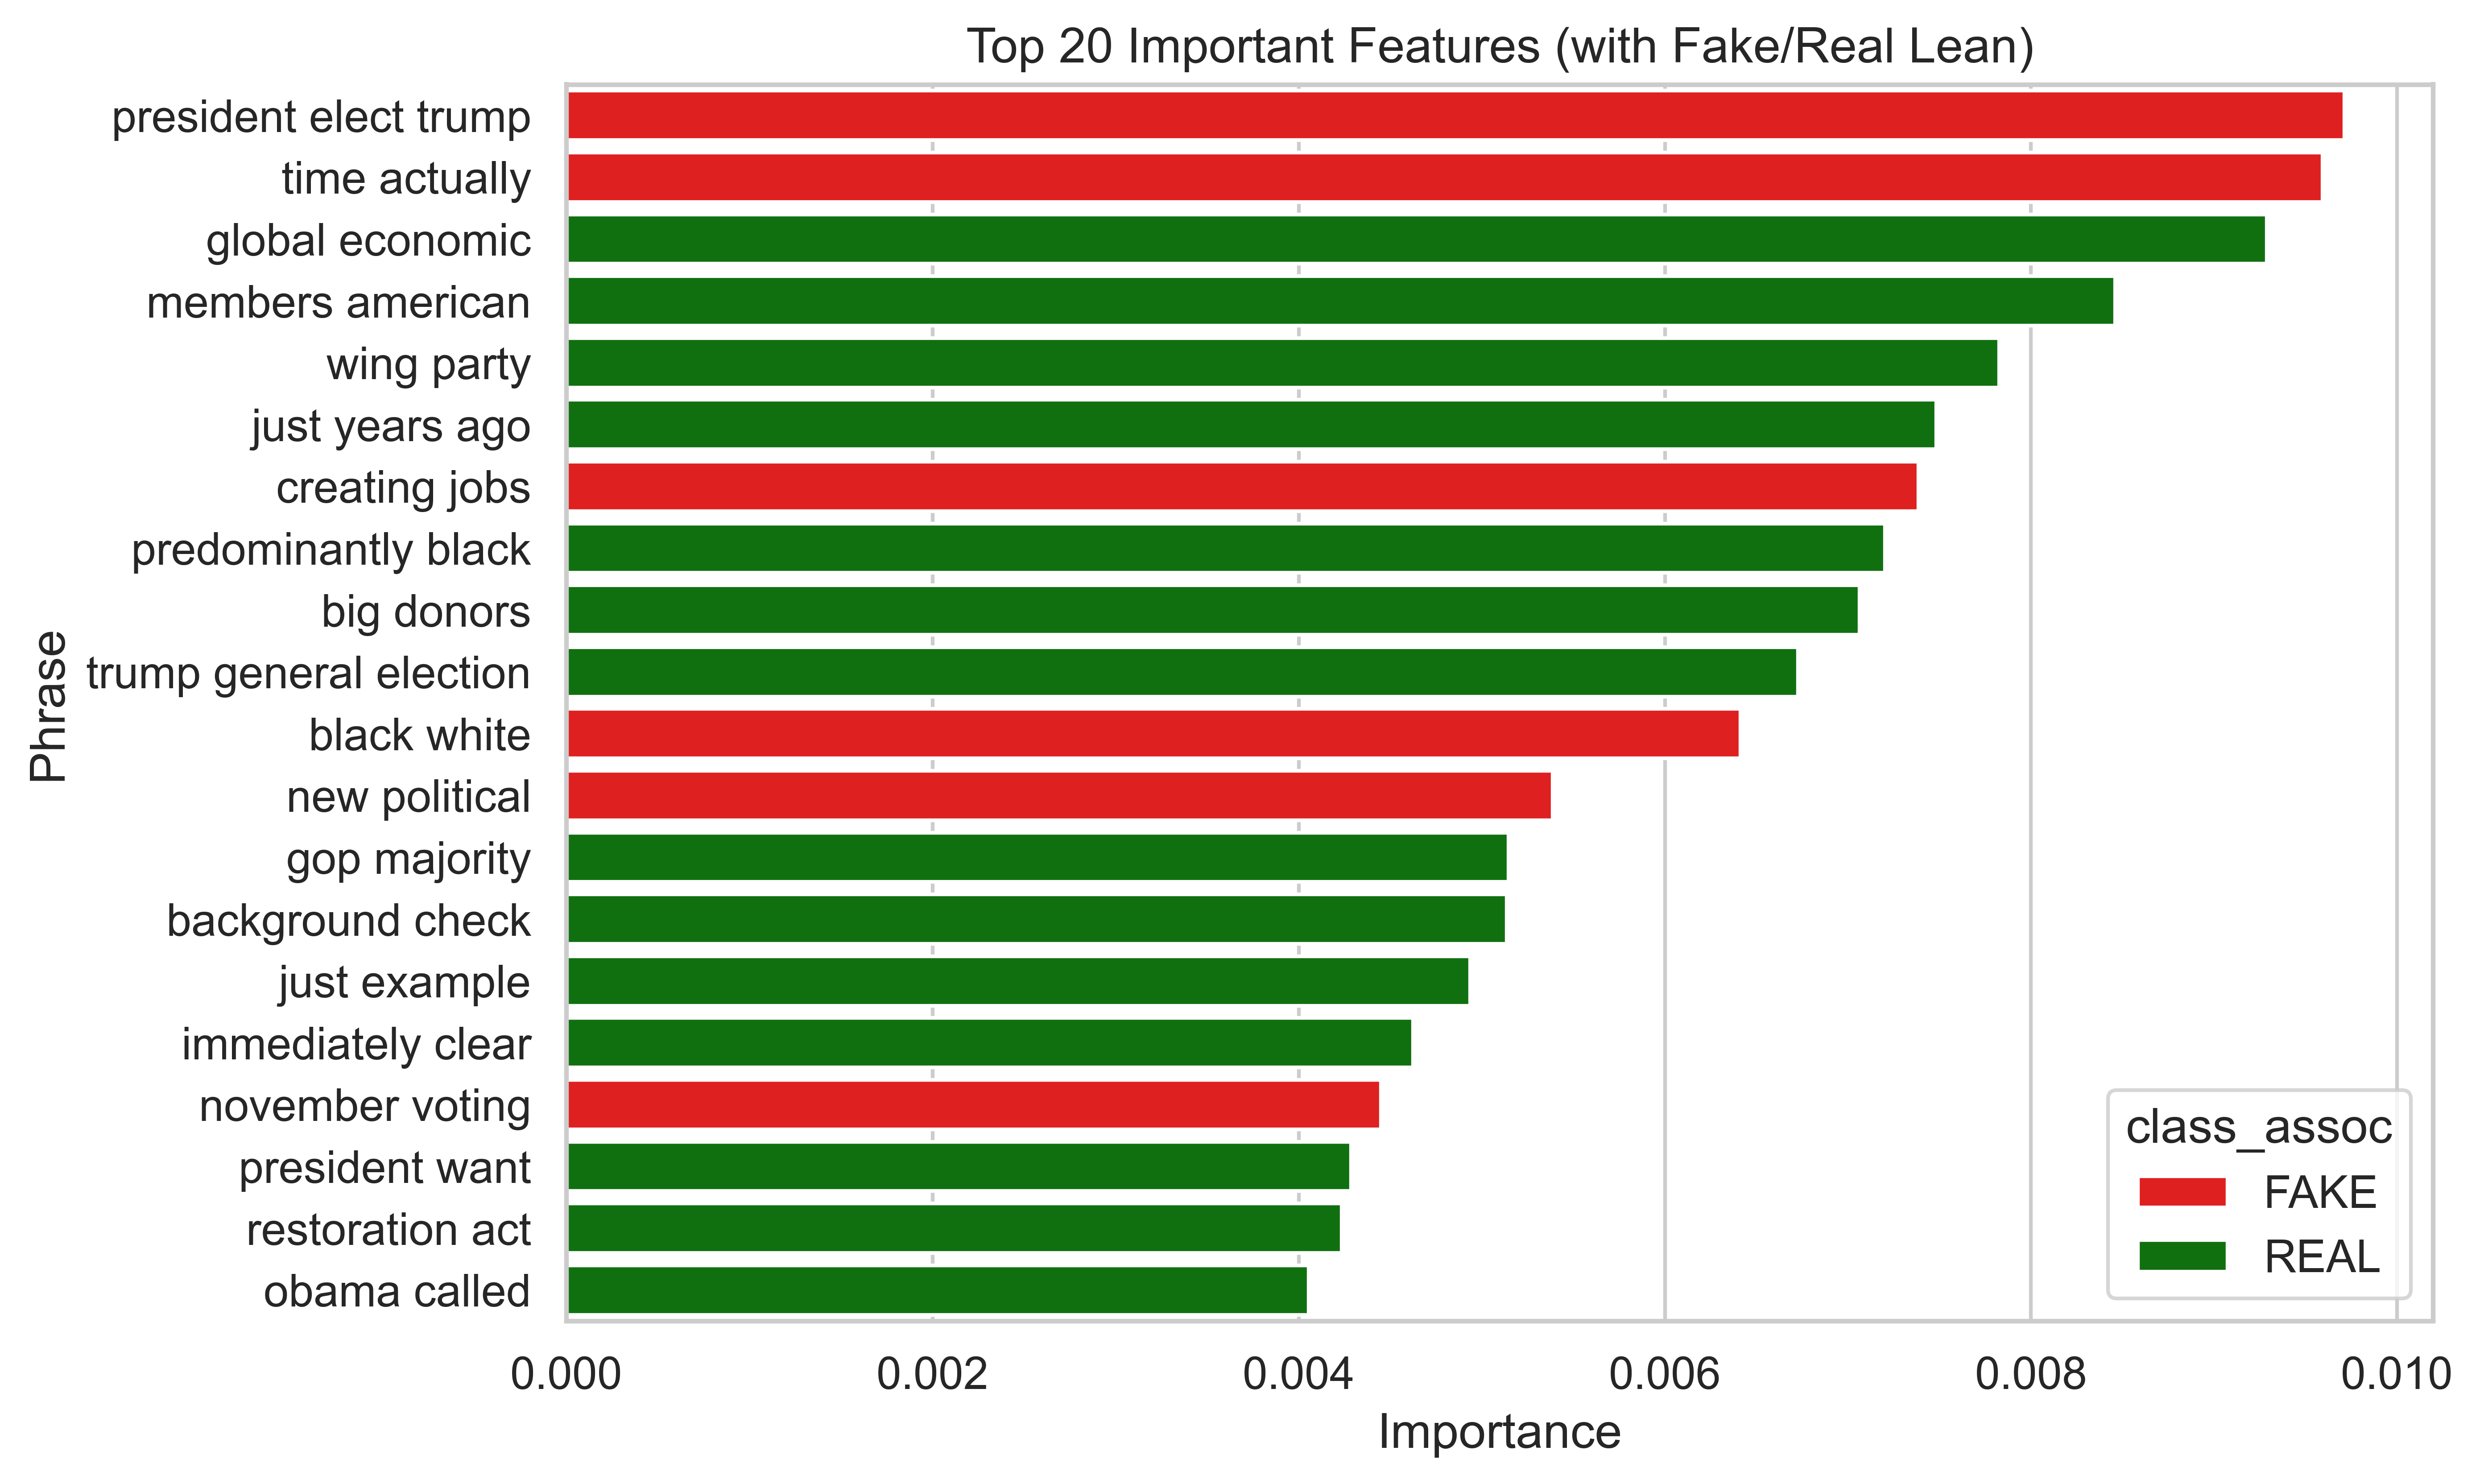 Top 20 Important Features (with Fake/Real Lean)
Phrase
president elect trump
time actually
global economic
members american
wing party
just years ago
creating jobs
predominantly black
big donors
trump general election
black white
new political
gop majority
background check
just example
immediately clear
november voting
president want
restoration act
obama called
class_assoc
FAKE
REAL
0.000 0.002 0.004 0.006 0.008 0.010
Importance